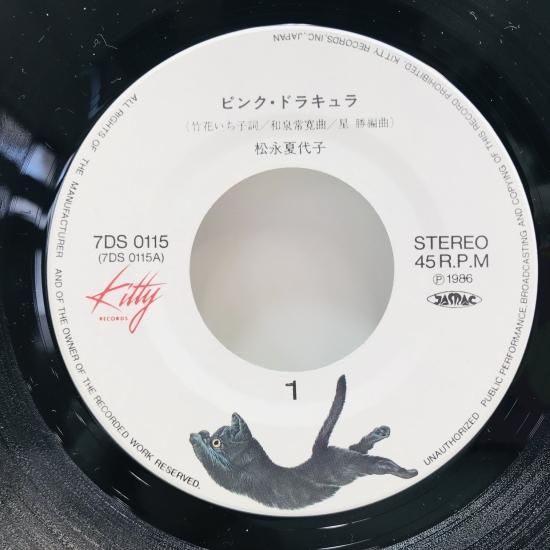 ピンク・ドラキュラ
(竹花いち子詞/和泉常寛曲/星 勝編曲)
松永夏代子
7DS 0115
(7DS 0115A)
Kitty
RECORDS
STEREO
45 R.P.M
Ⓟ1986
JASRAC
1
ALL RIGHTS OF THE MANUFACTURER AND OF THE OWNER OF THE RECORDED WORK RESERVED.
UNAUTHORIZED PUBLIC PERFORMANCE, BROADCASTING AND COPYING OF THIS RECORD PROHIBITED. KITTY RECORDS, INC., JAPAN